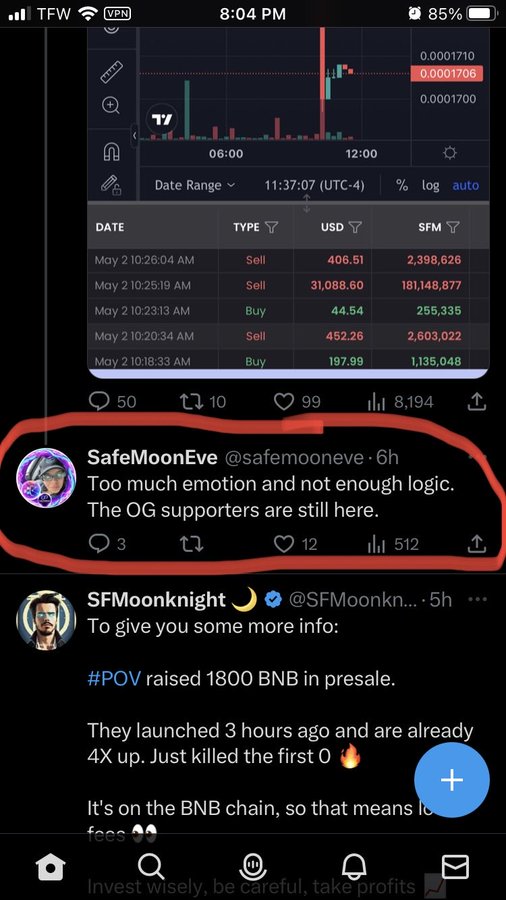 TFW VPN 8:04 PM 85%
0.0001710
0.0001706
0.0001700
06:00 12:00
Date Range 11:37:07 (UTC-4) % log auto
DATE TYPE USD SFM
May 2 10:26:04 AM Sell 406.51 2,398,626
May 2 10:25:19 AM Sell 31,088.60 181,148,877
May 2 10:23:13 AM Buy 44.54 255,335
May 2 10:20:34 AM Sell 452.26 2,603,022
May 2 10:18:33 AM Buy 197.99 1,135,048
50 10 99 8,194
SafeMoonEve @safemooneve · 6h
Too much emotion and not enough logic.
The OG supporters are still here.
3 12 512
SFMoonknight 🌙 @SFMoonkn... · 5h
To give you some more info:
#POV raised 1800 BNB in presale.
They launched 3 hours ago and are already
4X up. Just killed the first 0 🔥
It's on the BNB chain, so that means
fees 👀
Invest wisely, be careful, take profits 📈